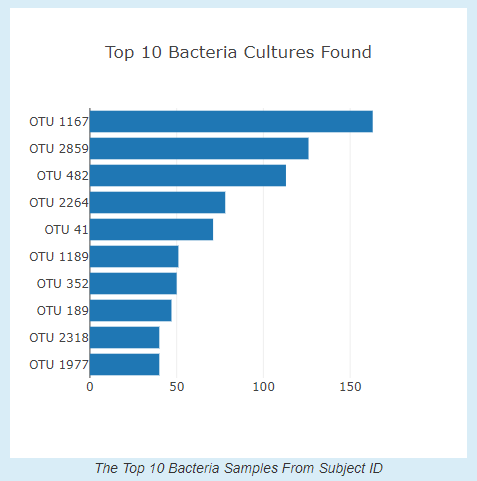 Top 10 Bacteria Cultures Found
OTU 1167
OTU 2859
OTU 482
OTU 2264
OTU 41
OTU 1189
OTU 352
OTU 189
OTU 2318
OTU 1977
0 50 100 150
The Top 10 Bacteria Samples From Subject ID